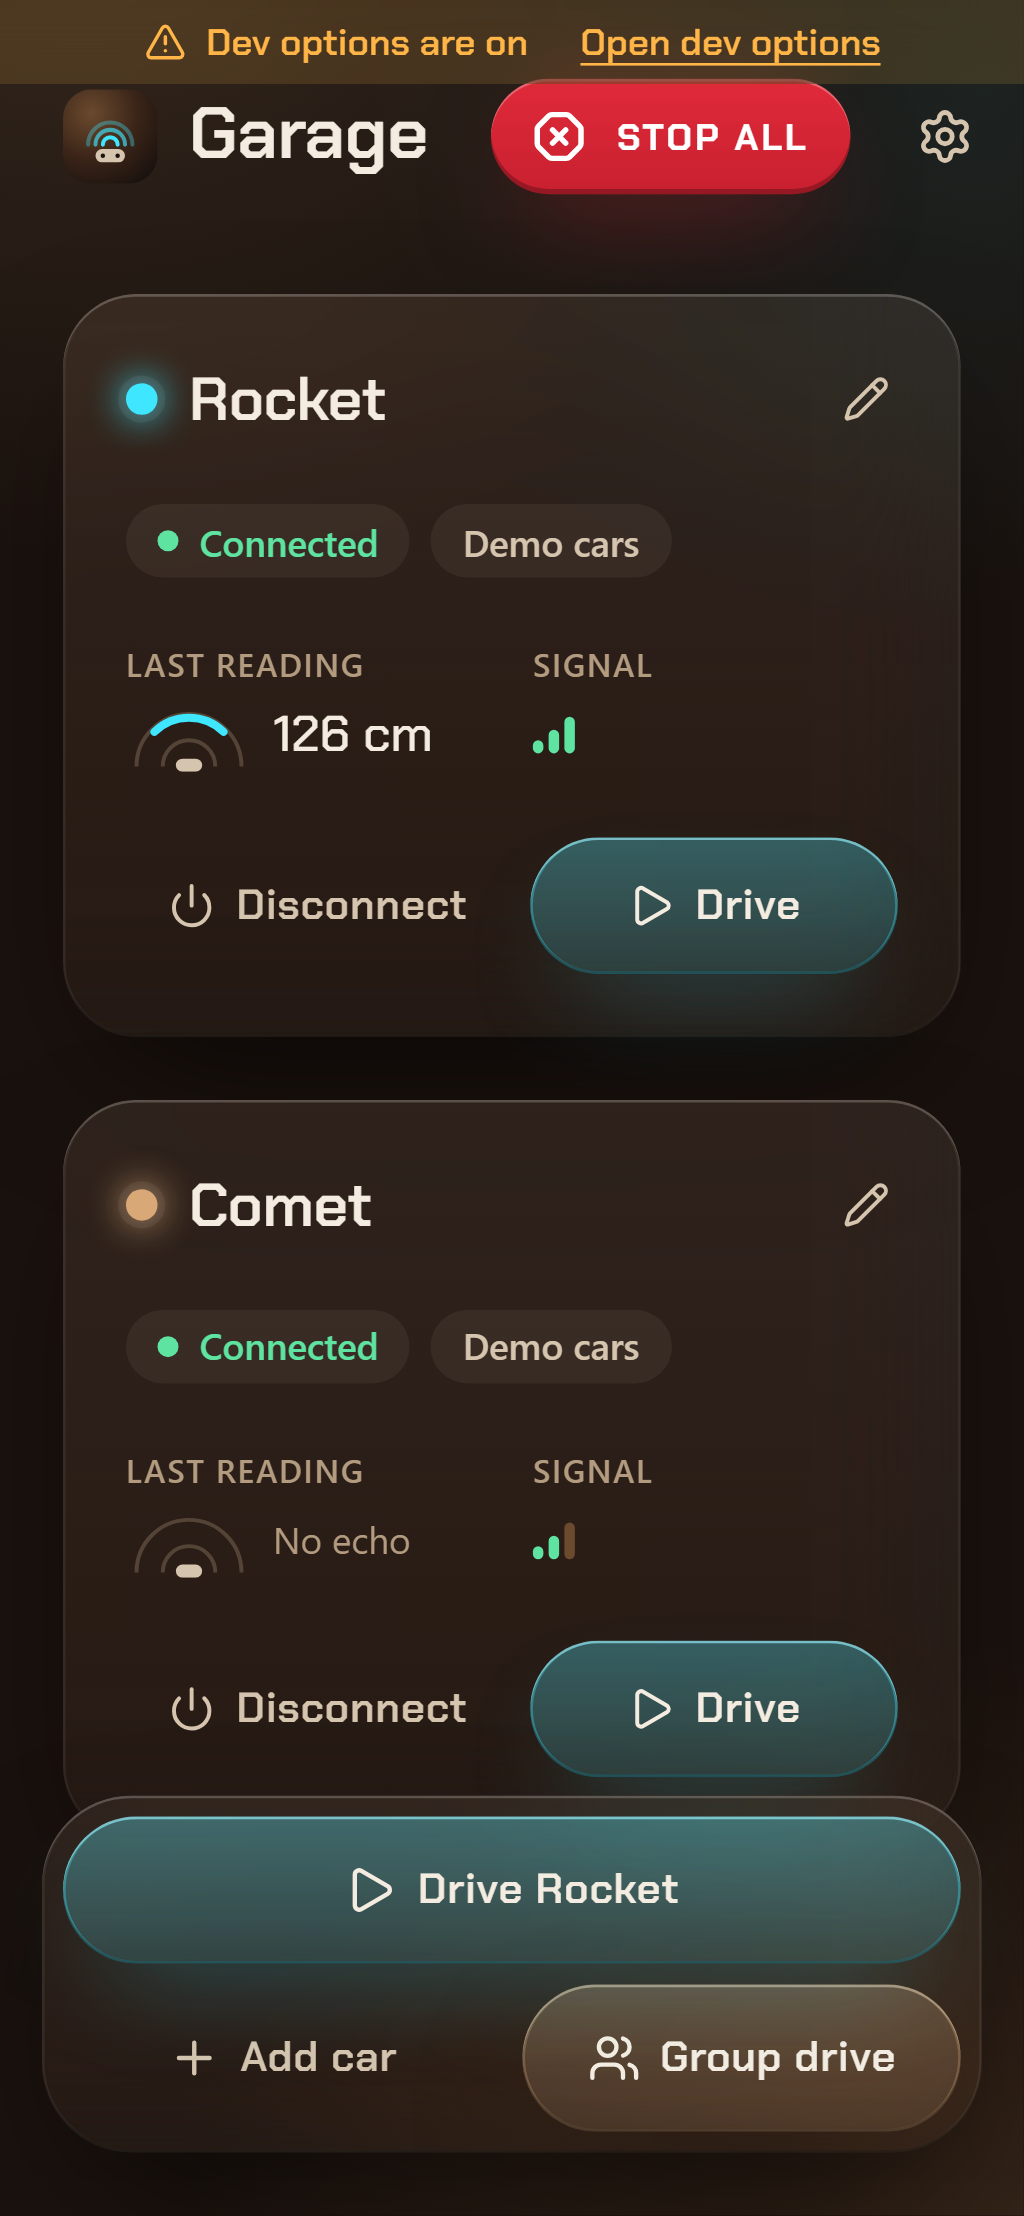 Dev options are on Open dev options
Garage STOP ALL
Rocket
Connected Demo cars
LAST READING SIGNAL
126 cm
Disconnect Drive
Comet
Connected Demo cars
LAST READING SIGNAL
No echo
Disconnect Drive
Drive Rocket
Add car Group drive